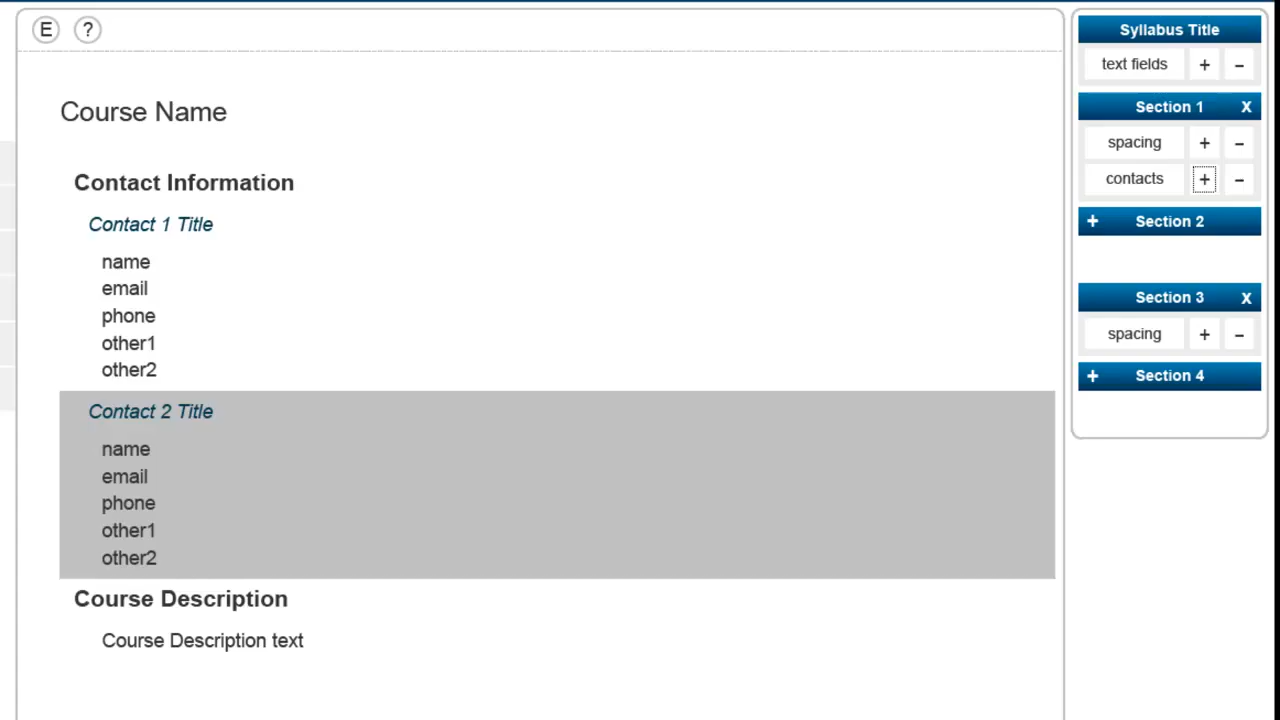 E ?
Course Name
Contact Information
Contact 1 Title
name
email
phone
other1
other2
Contact 2 Title
name
email
phone
other1
other2
Course Description
Course Description text
Syllabus Title
text fields + -
Section 1 X
spacing + -
contacts + -
+ Section 2
Section 3 X
spacing + -
+ Section 4